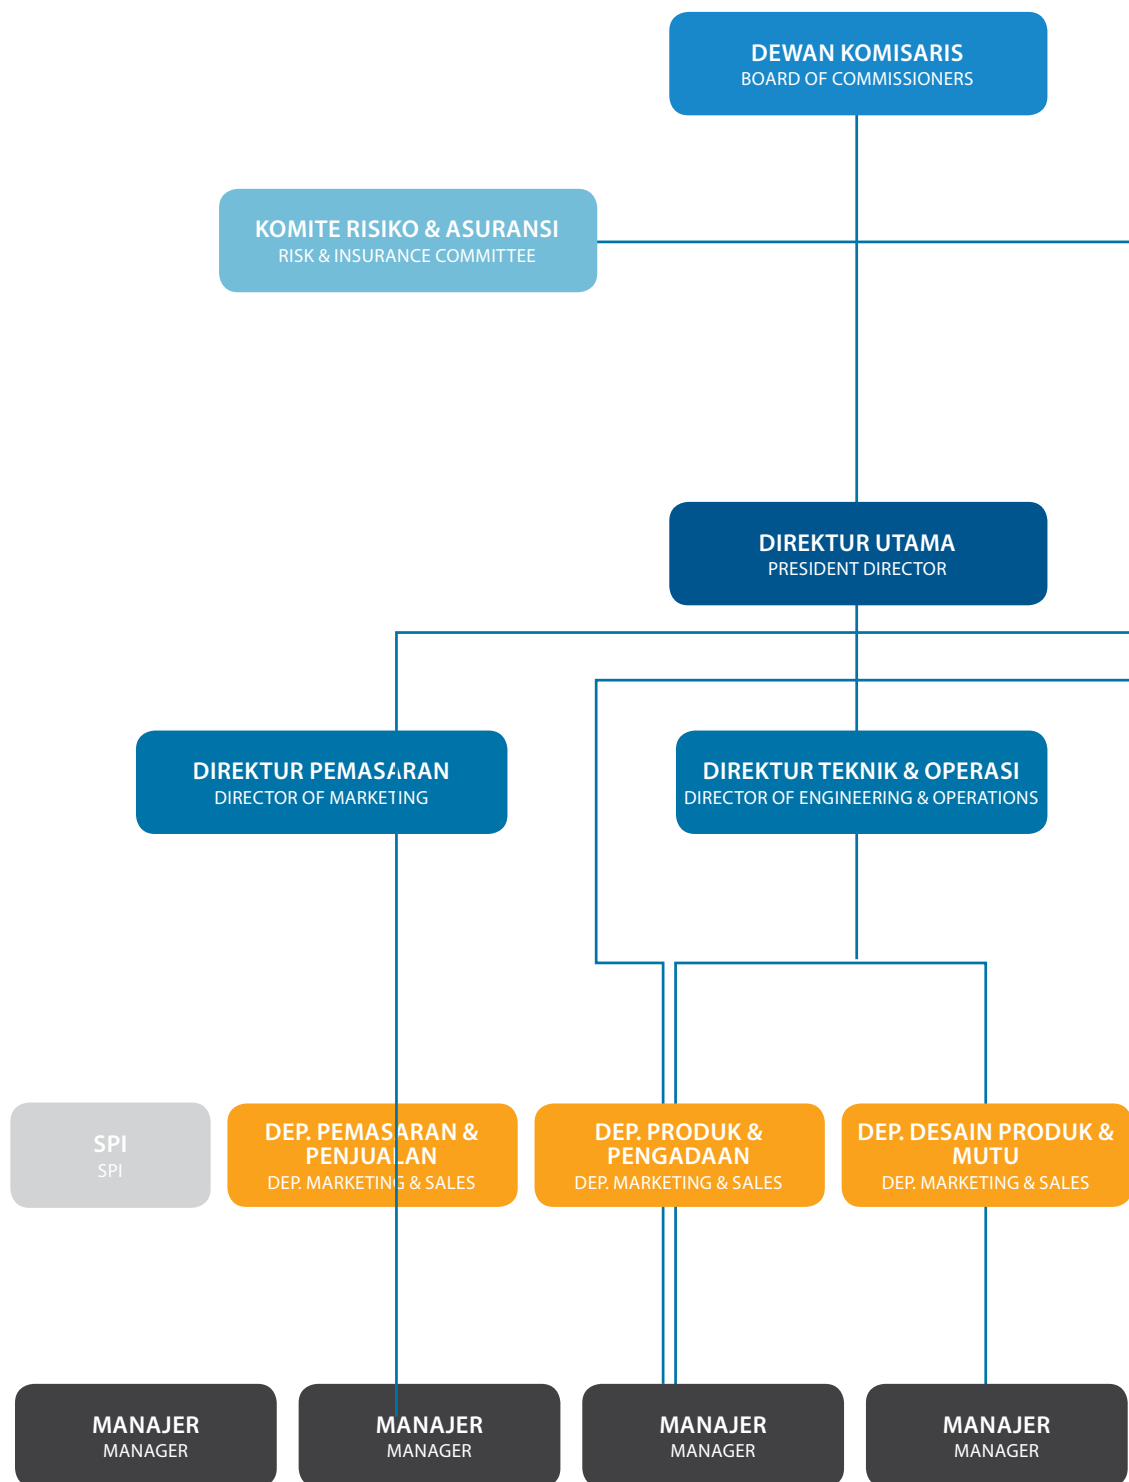 DEWAN KOMISARIS
BOARD OF COMMISSIONERS
KOMITE RISIKO & ASURANSI
RISK & INSURANCE COMMITTEE
DIREKTUR UTAMA
PRESIDENT DIRECTOR
DIREKTUR PEMASARAN
DIRECTOR OF MARKETING
DIREKTUR TEKNIK & OPERASI
DIRECTOR OF ENGINEERING & OPERATIONS
SPI
SPI
DEP. PEMASARAN &
PENJUALAN
DEP. MARKETING & SALES
DEP. PRODUK &
PENGADAAN
DEP. MARKETING & SALES
DEP. DESAIN PRODUK &
MUTU
DEP. MARKETING & SALES
MANAJER
MANAGER
MANAJER
MANAGER
MANAJER
MANAGER
MANAJER
MANAGER